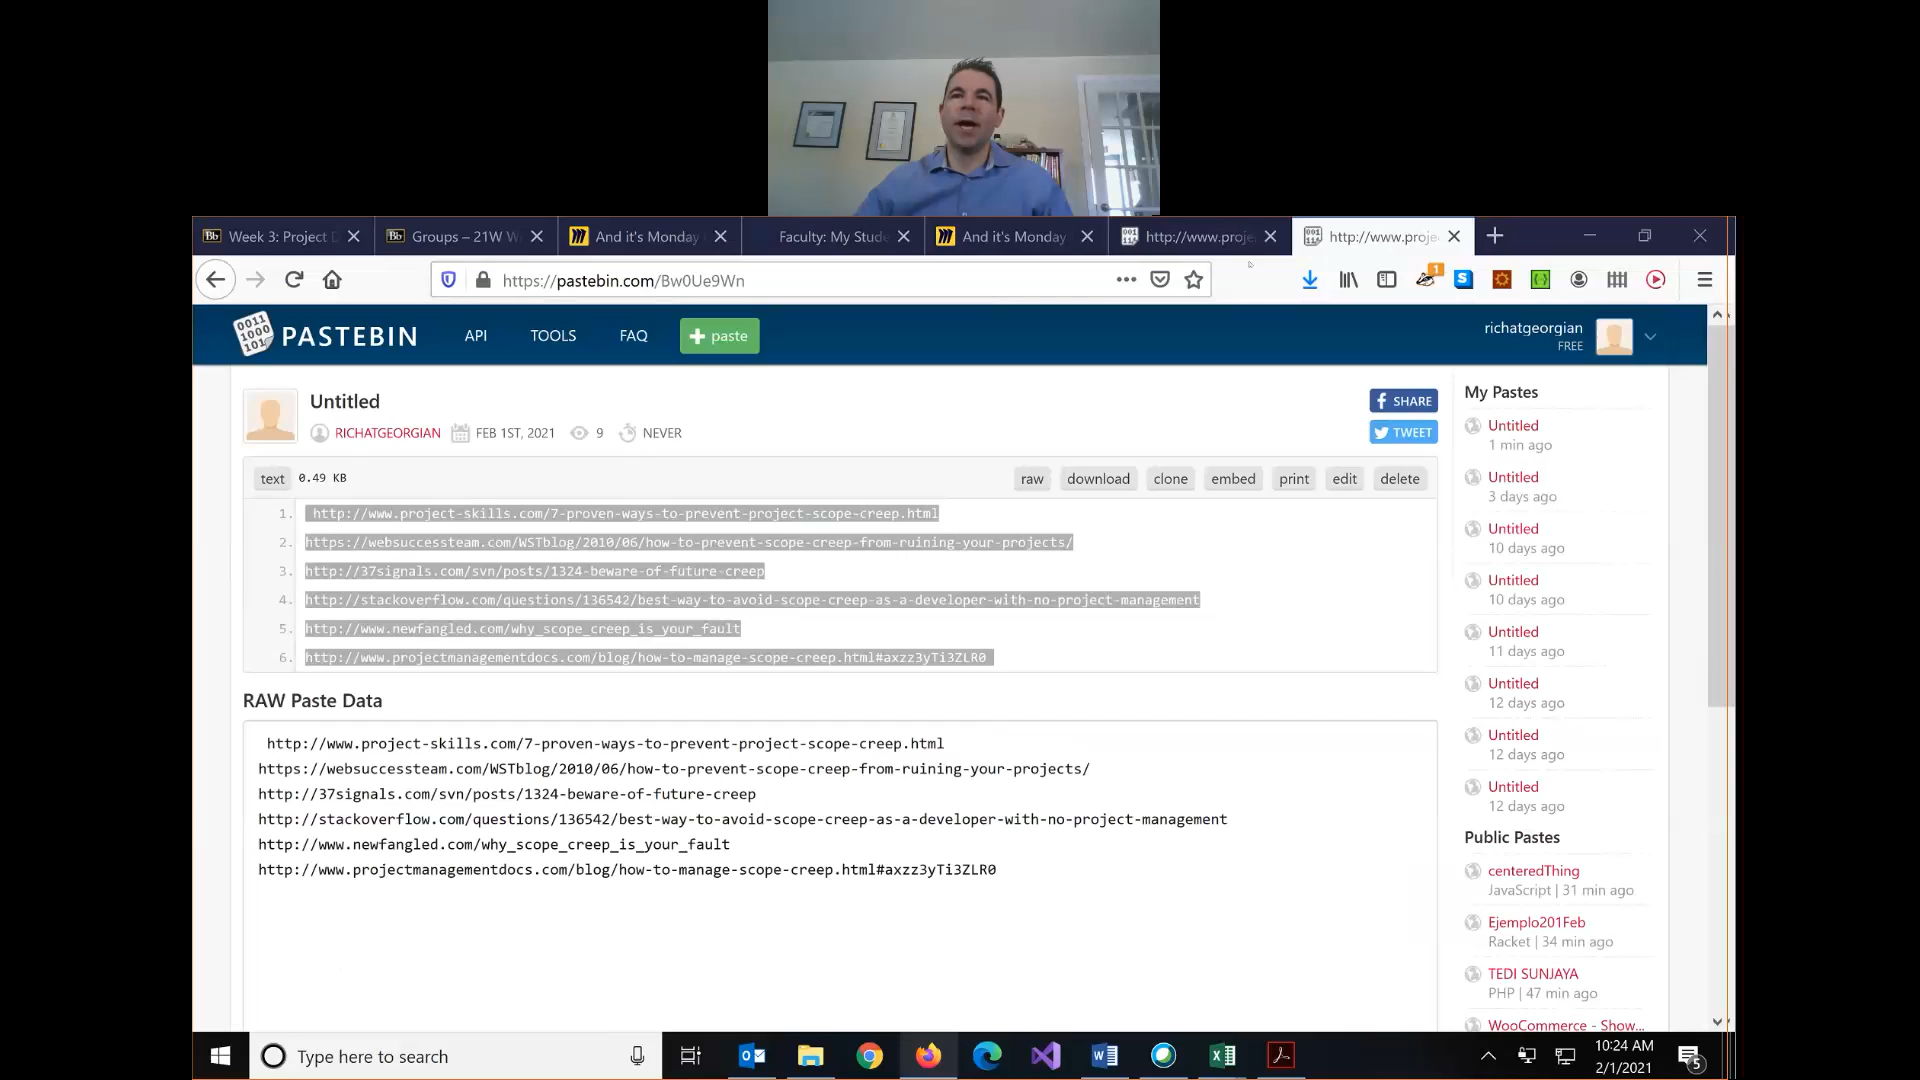 Week 3: Project D
Groups – 21W W
And it's Monday
Faculty: My Stude
And it's Monday
http://www.proje
http://www.proje
https://pastebin.com/Bw0Ue9Wn
1
PASTEBIN
API
TOOLS
FAQ
paste
richatgeorgian
FREE
Untitled
RICHATGEORGIAN FEB 1ST, 2021 9 NEVER
SHARE
TWEET
text 0.49 KB
raw download clone embed print edit delete
1. http://www.project-skills.com/7-proven-ways-to-prevent-project-scope-creep.html
2. https://websuccessteam.com/WSTblog/2010/06/how-to-prevent-scope-creep-from-ruining-your-projects/
3. http://37signals.com/svn/posts/1324-beware-of-future-creep
4. http://stackoverflow.com/questions/136542/best-way-to-avoid-scope-creep-as-a-developer-with-no-project-management
5. http://www.newfangled.com/why_scope_creep_is_your_fault
6. http://www.projectmanagementdocs.com/blog/how-to-manage-scope-creep.html#axzz3yTi3ZLR0
RAW Paste Data
http://www.project-skills.com/7-proven-ways-to-prevent-project-scope-creep.html
https://websuccessteam.com/WSTblog/2010/06/how-to-prevent-scope-creep-from-ruining-your-projects/
http://37signals.com/svn/posts/1324-beware-of-future-creep
http://stackoverflow.com/questions/136542/best-way-to-avoid-scope-creep-as-a-developer-with-no-project-management
http://www.newfangled.com/why_scope_creep_is_your_fault
http://www.projectmanagementdocs.com/blog/how-to-manage-scope-creep.html#axzz3yTi3ZLR0
My Pastes
Untitled
1 min ago
Untitled
3 days ago
Untitled
10 days ago
Untitled
10 days ago
Untitled
11 days ago
Untitled
12 days ago
Untitled
12 days ago
Untitled
12 days ago
Public Pastes
centeredThing
JavaScript | 31 min ago
Ejemplo201Feb
Racket | 34 min ago
TEDI SUNJAYA
PHP | 47 min ago
WooCommerce - Show...
Type here to search
10:24 AM
2/1/2021
5